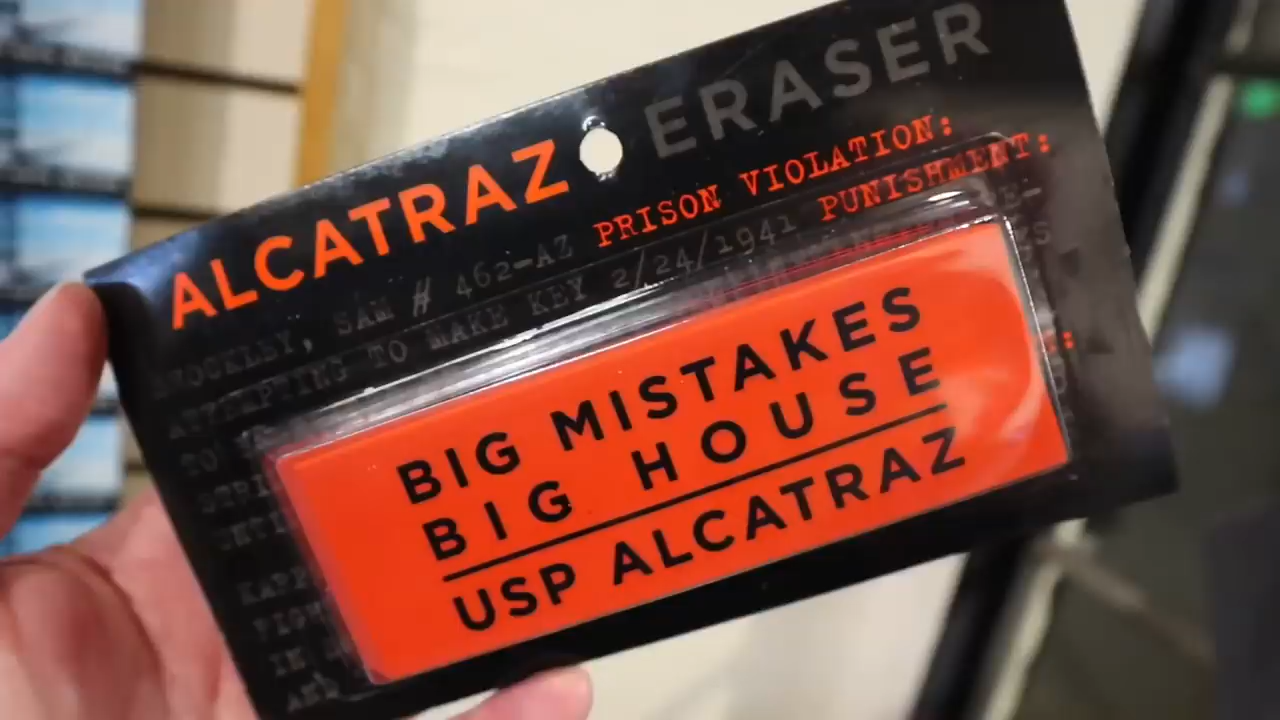 ALCATRAZ ERASER
SAM # 462-AZ PRISON VIOLATION:
ATTEMPTING TO MAKE KEY 2/24/1941 PUNISHMENT:
TO
BIG MISTAKES
BIG HOUSE
USP ALCATRAZ